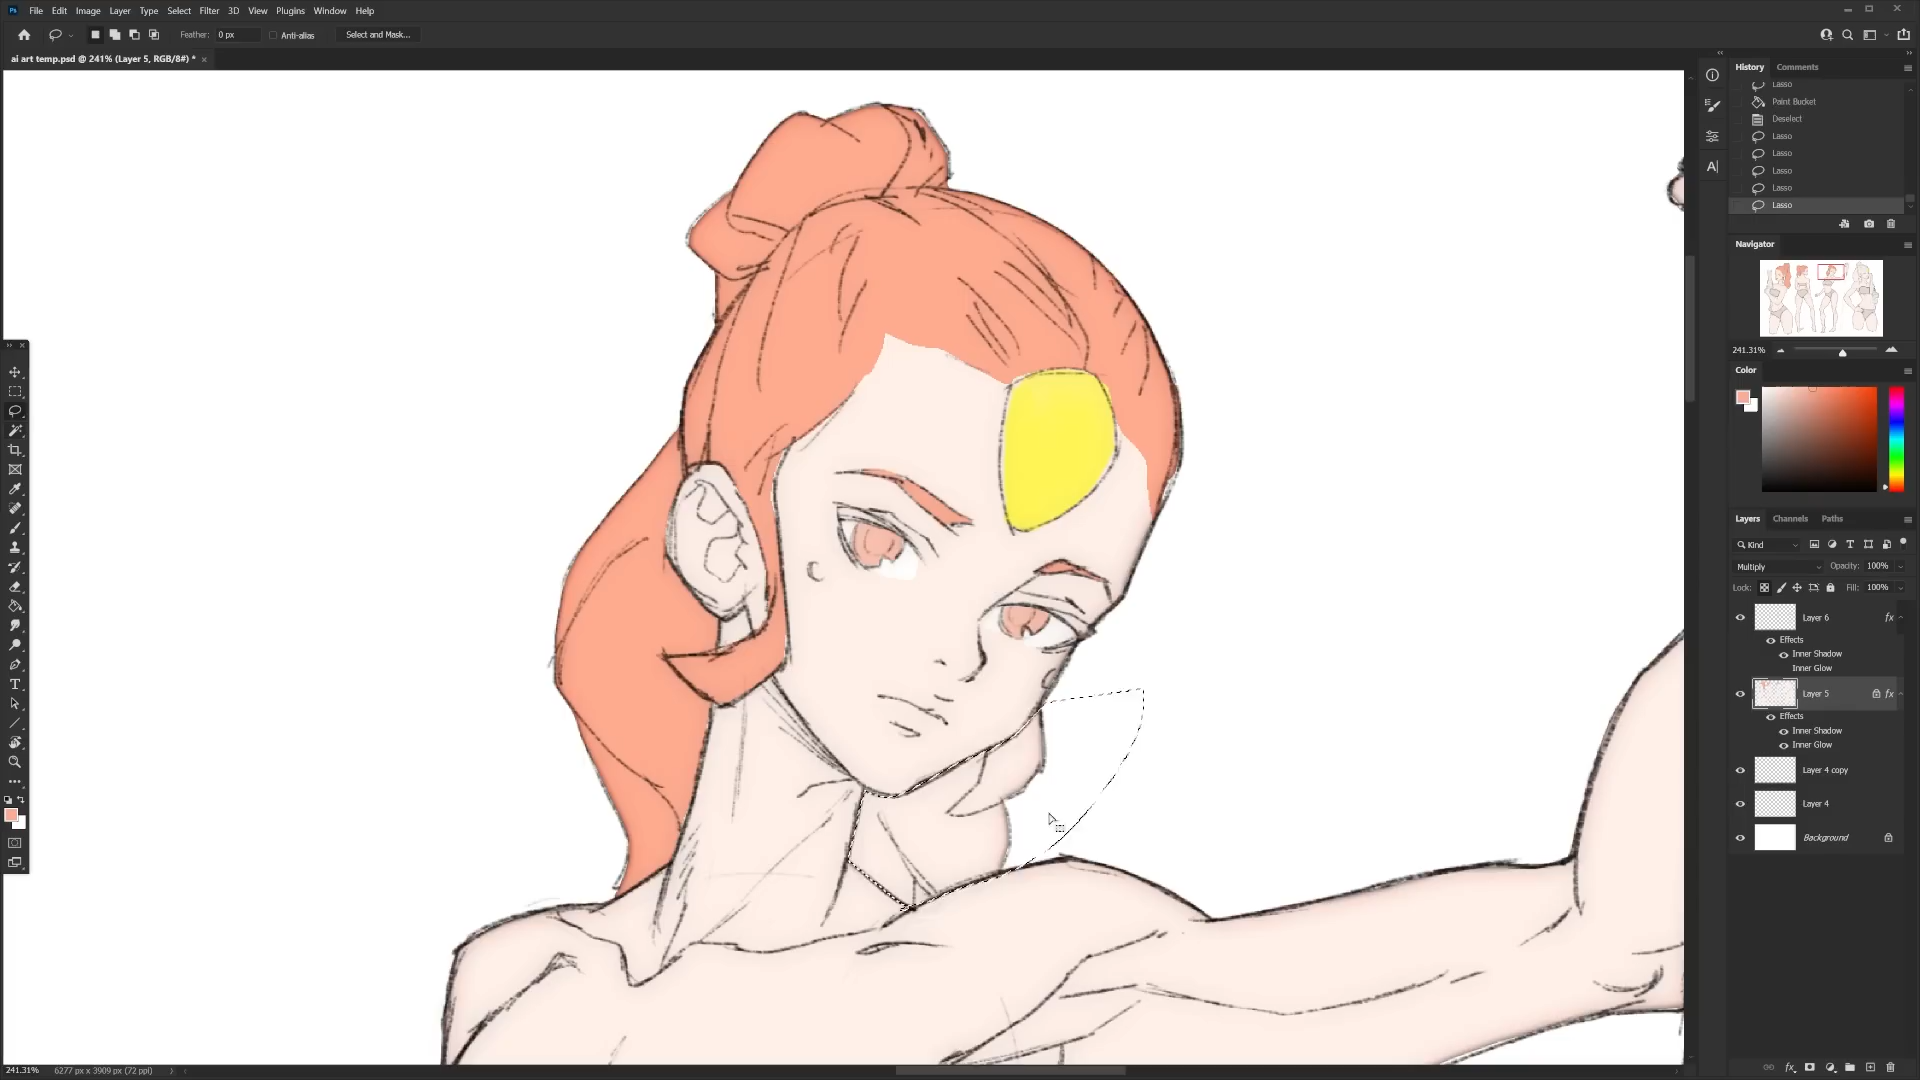 Ps File Edit Image Layer Type Select Filter 3D View Plugins Window Help
Feather: 0 px Anti-alias Select and Mask...
ai art temp.psd @ 241% (Layer 5, RGB/8#) *
History Comments
Lasso
Paint Bucket
Deselect
Lasso
Lasso
Lasso
Lasso
Lasso
Navigator
241.31%
Color
Layers Channels Paths
Kind
Multiply Opacity: 100%
Lock: Fill: 100%
Layer 6 fx
Effects
Inner Shadow
Inner Glow
Layer 5 fx
Effects
Inner Shadow
Inner Glow
Layer 4 copy
Layer 4
Background
241.31% 6277 px x 3909 px (72 ppi)